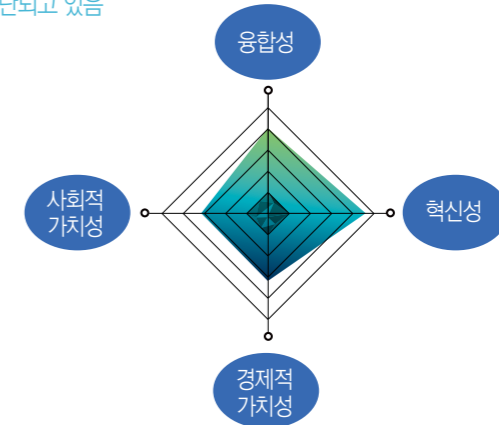 단되고 있음
융합성
사회적
가치성
혁신성
경제적
가치성